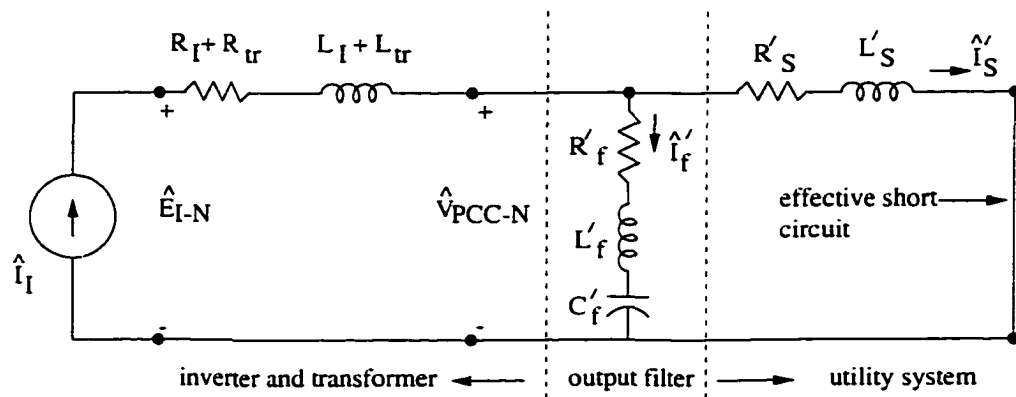 R_I + R_tr
L_I + L_tr
R'_S
L'_S
Î'_S
+
+
R'_f
Î'_f
Î_I
Ê_I-N
V̂_PCC-N
L'_f
effective short
circuit
C'_f
-
-
inverter and transformer
output filter
utility system